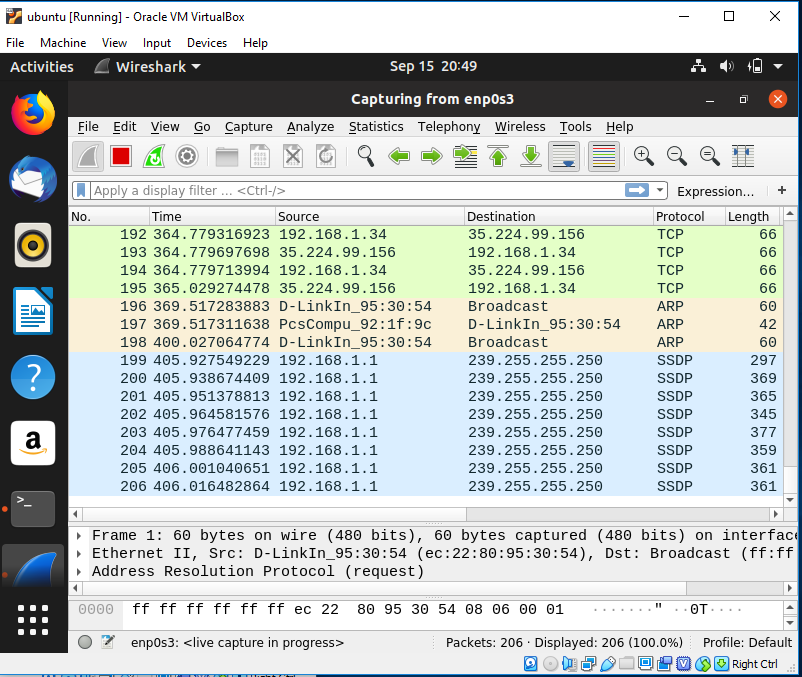 ubuntu [Running] - Oracle VM VirtualBox
File Machine View Input Devices Help
Activities Wireshark Sep 15 20:49
Capturing from enp0s3
File Edit View Go Capture Analyze Statistics Telephony Wireless Tools Help
Apply a display filter ... <Ctrl-/> Expression... +
No. Time Source Destination Protocol Length
192 364.779316923 192.168.1.34 35.224.99.156 TCP 66
193 364.779697698 35.224.99.156 192.168.1.34 TCP 66
194 364.779713994 192.168.1.34 35.224.99.156 TCP 66
195 365.029274478 35.224.99.156 192.168.1.34 TCP 66
196 369.517283883 D-LinkIn_95:30:54 Broadcast ARP 60
197 369.517311638 PcsCompu_92:1f:9c D-LinkIn_95:30:54 ARP 42
198 400.027064774 D-LinkIn_95:30:54 Broadcast ARP 60
199 405.927549229 192.168.1.1 239.255.255.250 SSDP 297
200 405.938674409 192.168.1.1 239.255.255.250 SSDP 369
201 405.951378813 192.168.1.1 239.255.255.250 SSDP 365
202 405.964581576 192.168.1.1 239.255.255.250 SSDP 345
203 405.976477459 192.168.1.1 239.255.255.250 SSDP 377
204 405.988641143 192.168.1.1 239.255.255.250 SSDP 359
205 406.001040651 192.168.1.1 239.255.255.250 SSDP 361
206 406.016482864 192.168.1.1 239.255.255.250 SSDP 361
Frame 1: 60 bytes on wire (480 bits), 60 bytes captured (480 bits) on interface
Ethernet II, Src: D-LinkIn_95:30:54 (ec:22:80:95:30:54), Dst: Broadcast (ff:ff
Address Resolution Protocol (request)
0000 ff ff ff ff ff ff ec 22 80 95 30 54 08 06 00 01 ·······" ··0T····
enp0s3: <live capture in progress> Packets: 206 · Displayed: 206 (100.0%) Profile: Default
Right Ctrl